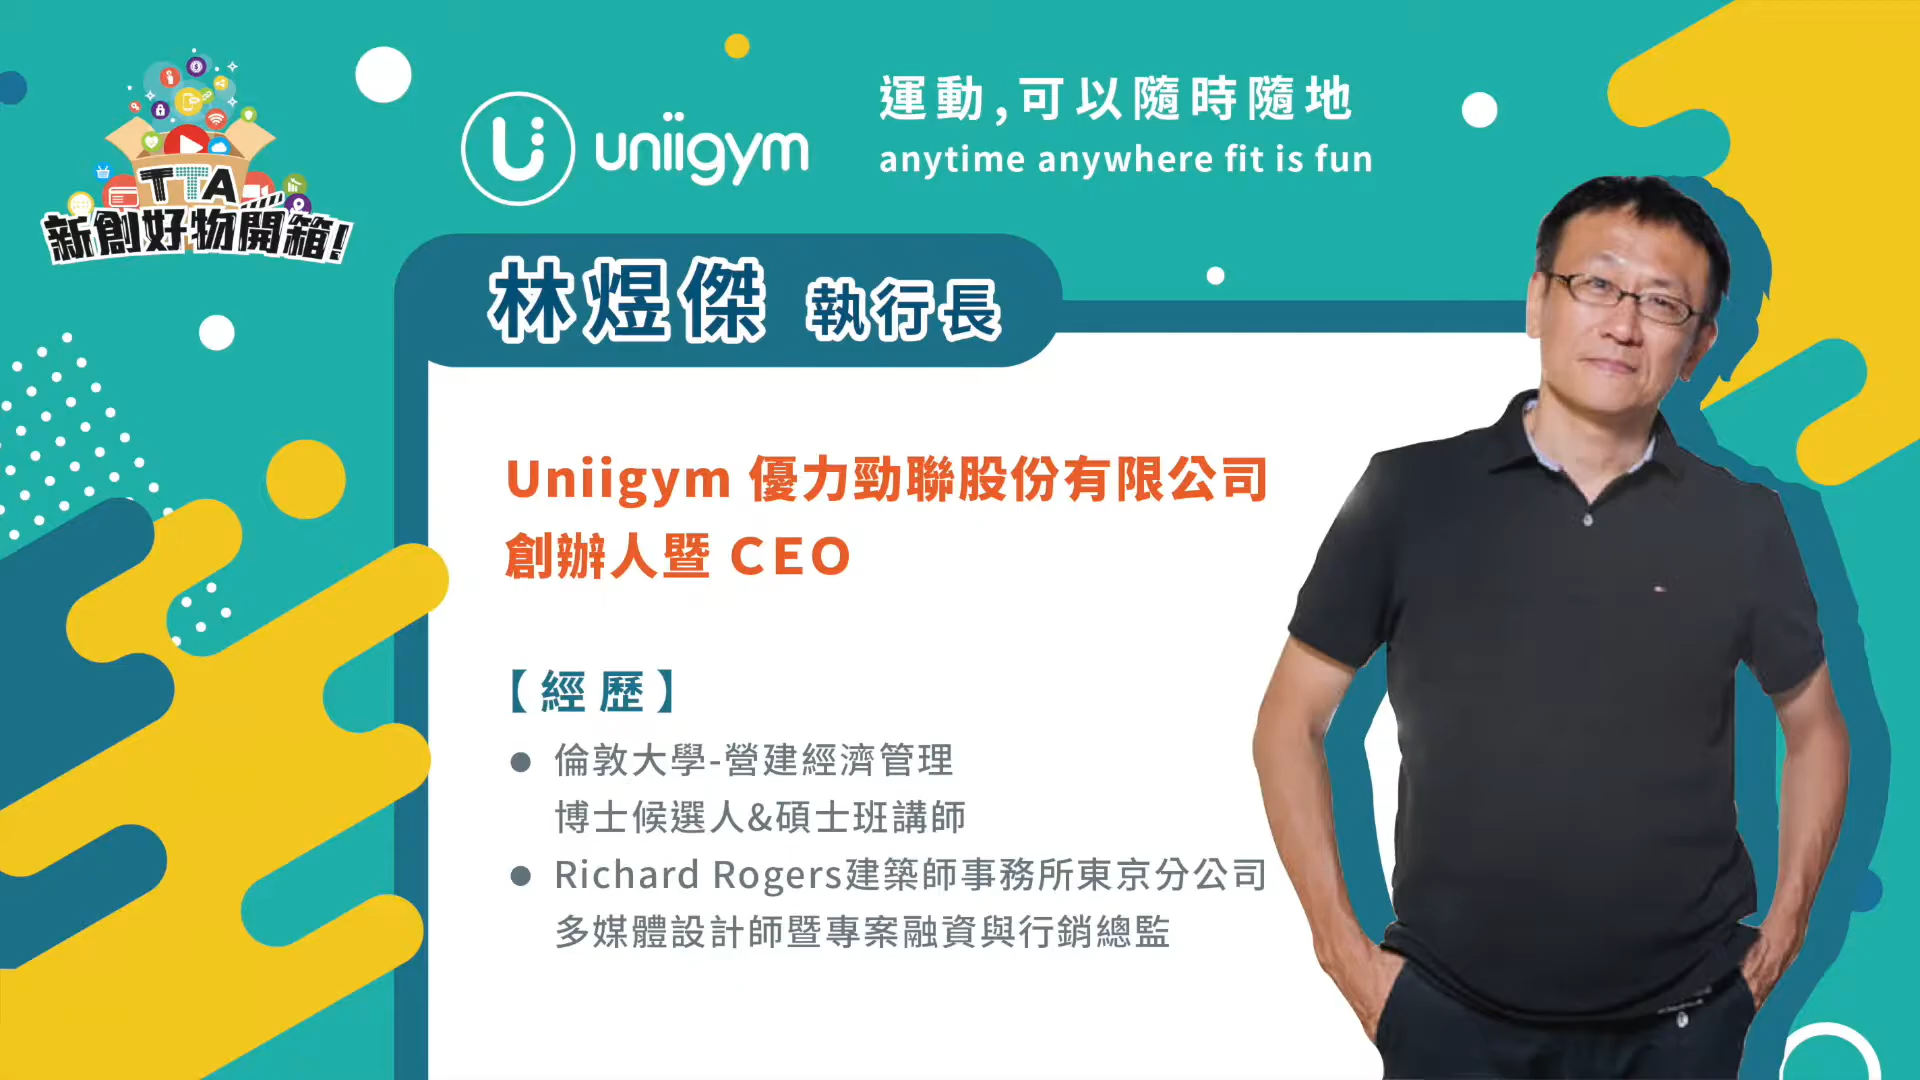 TTA
新創好物開箱!
U uniigym
運動,可以隨時隨地
anytime anywhere fit is fun
林煜傑 執行長
Uniigym 優力勁聯股份有限公司
創辦人暨 CEO
【經歷】
● 倫敦大學-營建經濟管理
博士候選人&碩士班講師
● Richard Rogers建築師事務所東京分公司
多媒體設計師暨專案融資與行銷總監